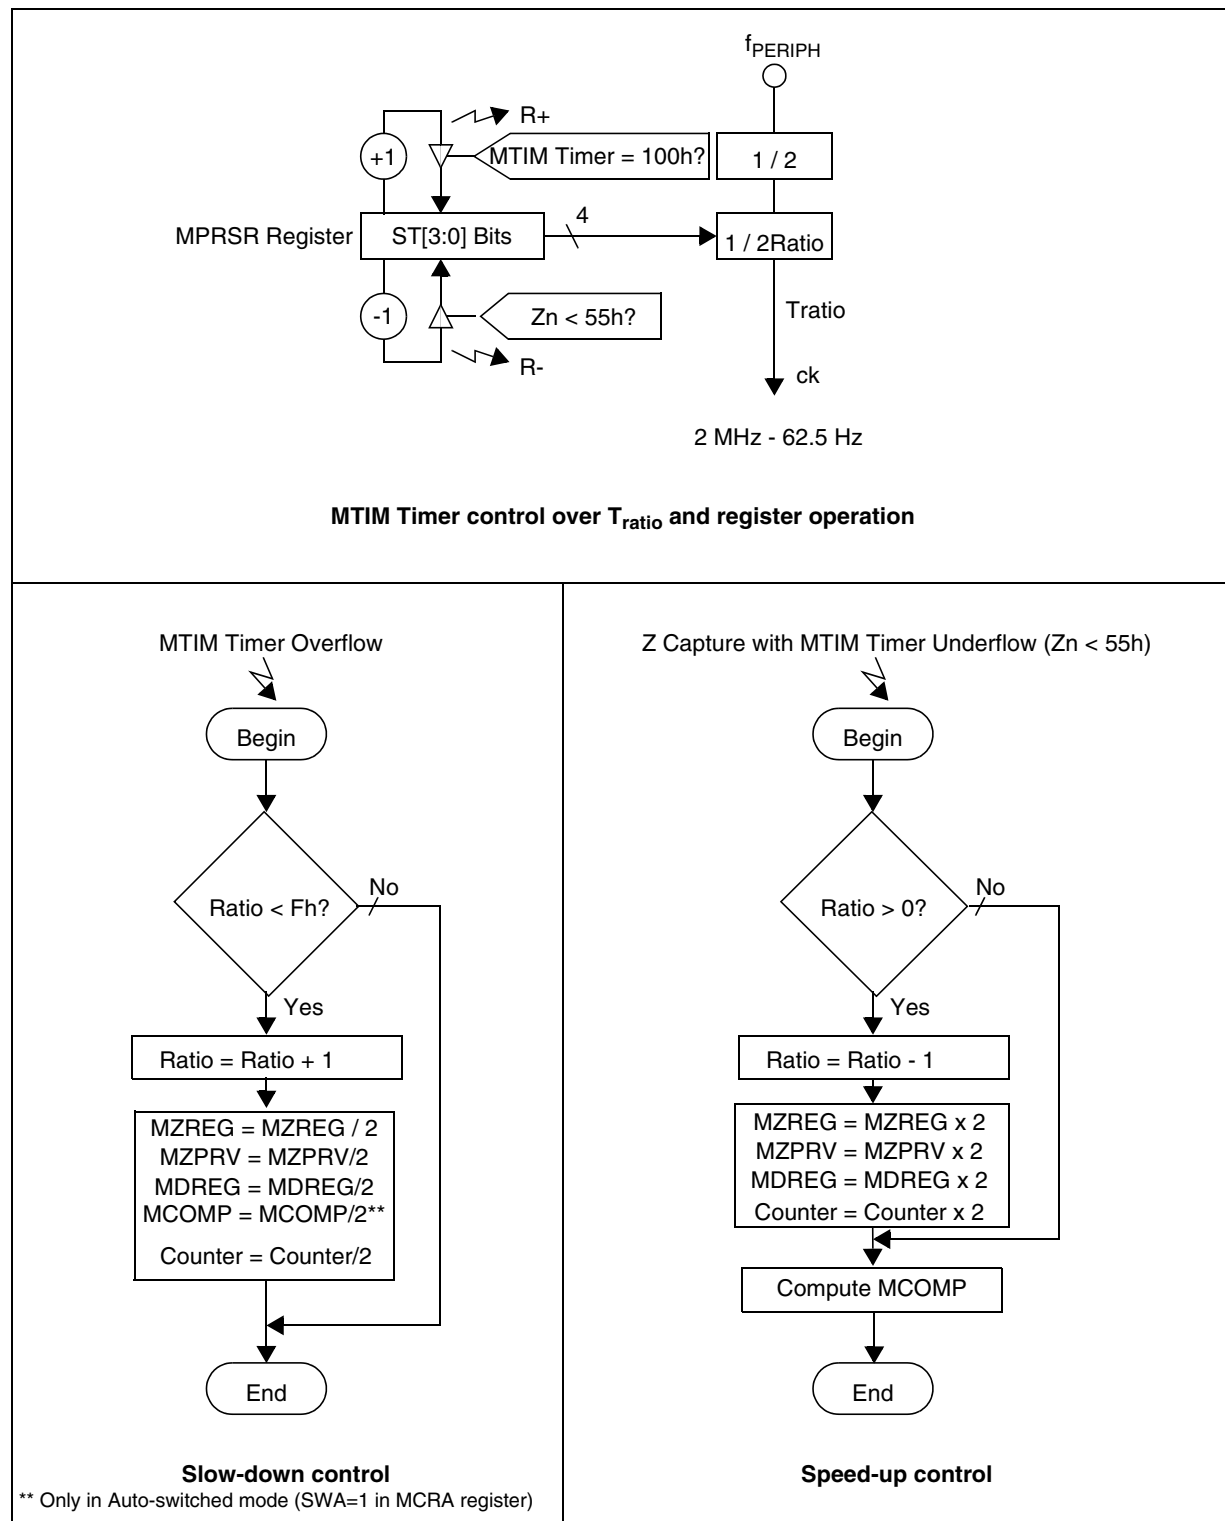 fPERIPH
R+
+1
MTIM Timer = 100h?
1 / 2
4
MPRSR Register
ST[3:0] Bits
1 / 2Ratio
-1
Zn < 55h?
Tratio
R-
ck
2 MHz - 62.5 Hz
MTIM Timer control over Tratio and register operation
MTIM Timer Overflow
Begin
Ratio < Fh?
No
Yes
Ratio = Ratio + 1
MZREG = MZREG / 2
MZPRV = MZPRV/2
MDREG = MDREG/2
MCOMP = MCOMP/2**
Counter = Counter/2
End
Slow-down control
** Only in Auto-switched mode (SWA=1 in MCRA register)
Z Capture with MTIM Timer Underflow (Zn < 55h)
Begin
Ratio > 0?
No
Yes
Ratio = Ratio - 1
MZREG = MZREG x 2
MZPRV = MZPRV x 2
MDREG = MDREG x 2
Counter = Counter x 2
Compute MCOMP
End
Speed-up control